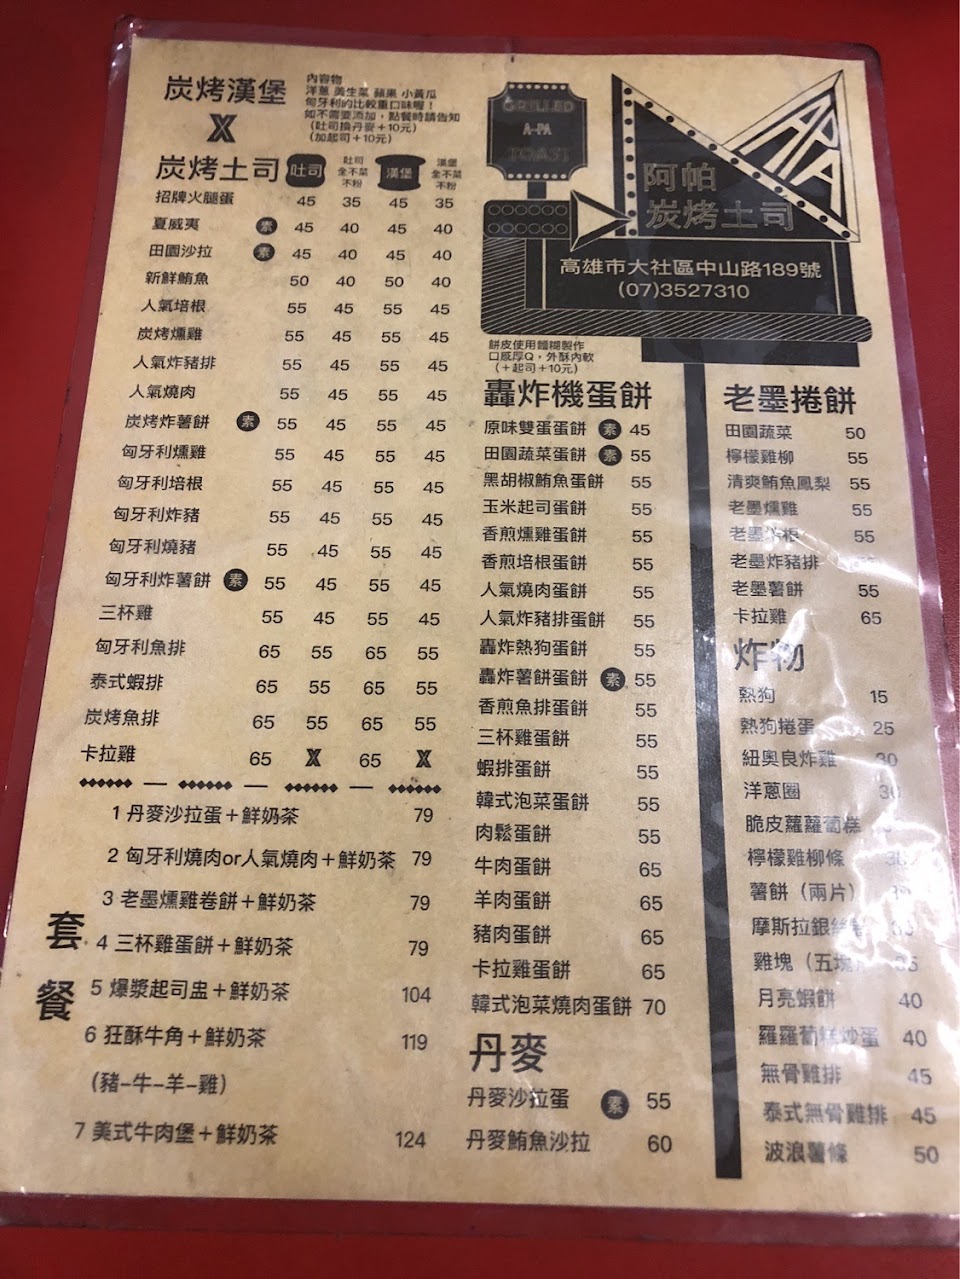 炭烤漢堡
X
炭烤土司
內容物
洋蔥 美生菜 蘋果 小黃瓜
匈牙利的比較重口味喔！
如不需要添加，點餐時請告知
（吐司換丹麥＋10元）
（加起司＋10元）
吐司 吐司全不菜不粉 漢堡 漢堡全不菜不粉
招牌火腿蛋 45 35 45 35
夏威夷 素 45 40 45 40
田園沙拉 素 45 40 45 40
新鮮鮪魚 50 40 50 40
人氣培根 55 45 55 45
炭烤燻雞 55 45 55 45
人氣炸豬排 55 45 55 45
人氣燒肉 55 45 55 45
炭烤炸薯餅 素 55 45 55 45
匈牙利燻雞 55 45 55 45
匈牙利培根 55 45 55 45
匈牙利炸豬 55 45 55 45
匈牙利燒豬 55 45 55 45
匈牙利炸薯餅 素 55 45 55 45
三杯雞 55 45 55 45
匈牙利魚排 65 55 65 55
泰式蝦排 65 55 65 55
炭烤魚排 65 55 65 55
卡拉雞 65 X 65 X
套餐
1 丹麥沙拉蛋＋鮮奶茶 79
2 匈牙利燒肉or人氣燒肉＋鮮奶茶 79
3 老墨燻雞卷餅＋鮮奶茶 79
4 三杯雞蛋餅＋鮮奶茶 79
5 爆漿起司盅＋鮮奶茶 104
6 狂酥牛角＋鮮奶茶 119
（豬–牛–羊–雞）
7 美式牛肉堡＋鮮奶茶 124
GRILLED
A-PA
TOAST
APA
阿帕
炭烤土司
高雄市大社區中山路189號
(07)3527310
餅皮使用麵糊製作
口感厚Q，外酥內軟
（＋起司＋10元）
轟炸機蛋餅
原味雙蛋蛋餅 素 45
田園蔬菜蛋餅 素 55
黑胡椒鮪魚蛋餅 55
玉米起司蛋餅 55
香煎燻雞蛋餅 55
香煎培根蛋餅 55
人氣燒肉蛋餅 55
人氣炸豬排蛋餅 55
轟炸熱狗蛋餅 55
轟炸薯餅蛋餅 素 55
香煎魚排蛋餅 55
三杯雞蛋餅 55
蝦排蛋餅 55
韓式泡菜蛋餅 55
肉鬆蛋餅 55
牛肉蛋餅 65
羊肉蛋餅 65
豬肉蛋餅 65
卡拉雞蛋餅 65
韓式泡菜燒肉蛋餅 70
丹麥
丹麥沙拉蛋 素 55
丹麥鮪魚沙拉 60
老墨捲餅
田園蔬菜 50
檸檬雞柳 55
清爽鮪魚鳳梨 55
老墨燻雞 55
老墨培根 55
老墨炸豬排
老墨薯餅 55
卡拉雞 65
炸物
熱狗 15
熱狗捲蛋 25
紐奧良炸雞 30
洋蔥圈 30
脆皮蘿蔔糕
檸檬雞柳條
薯餅（兩片）
摩斯拉銀絲卷
雞塊（五塊）35
月亮蝦餅 40
蘿蔔糕炒蛋 40
無骨雞排 45
泰式無骨雞排 45
波浪薯條 50